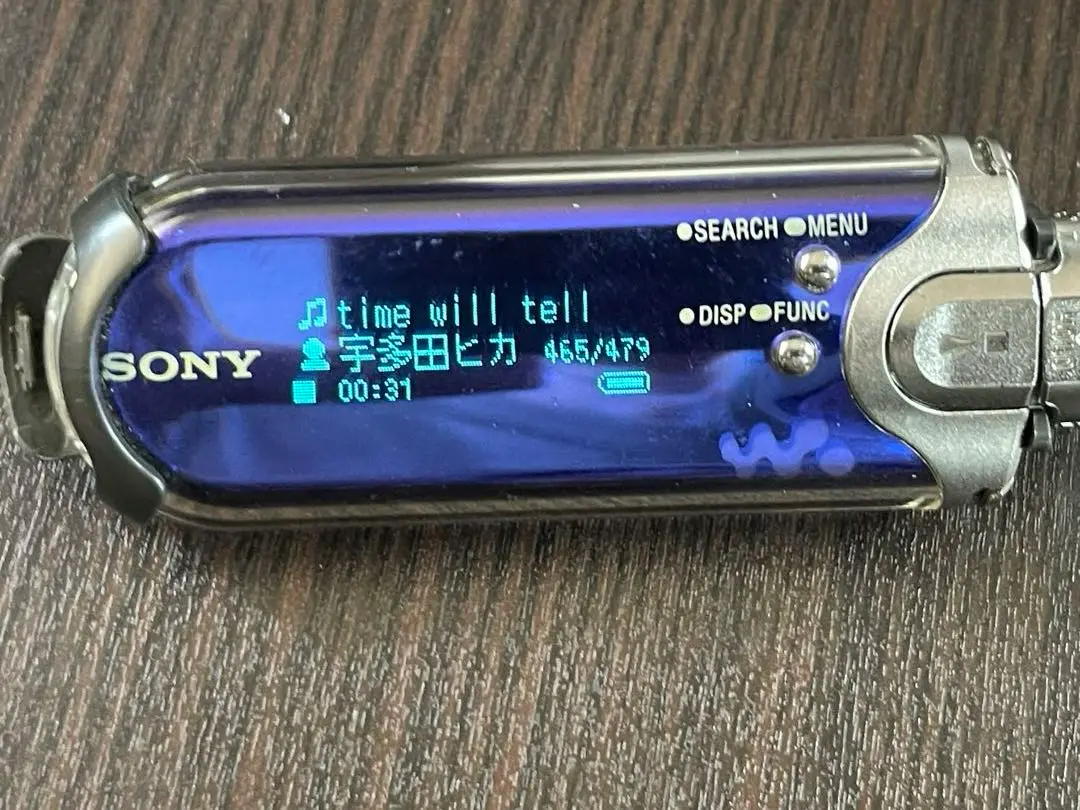 SEARCH MENU
DISP FUNC
SONY
time will tell
宇多田ヒカ 465/479
00:31